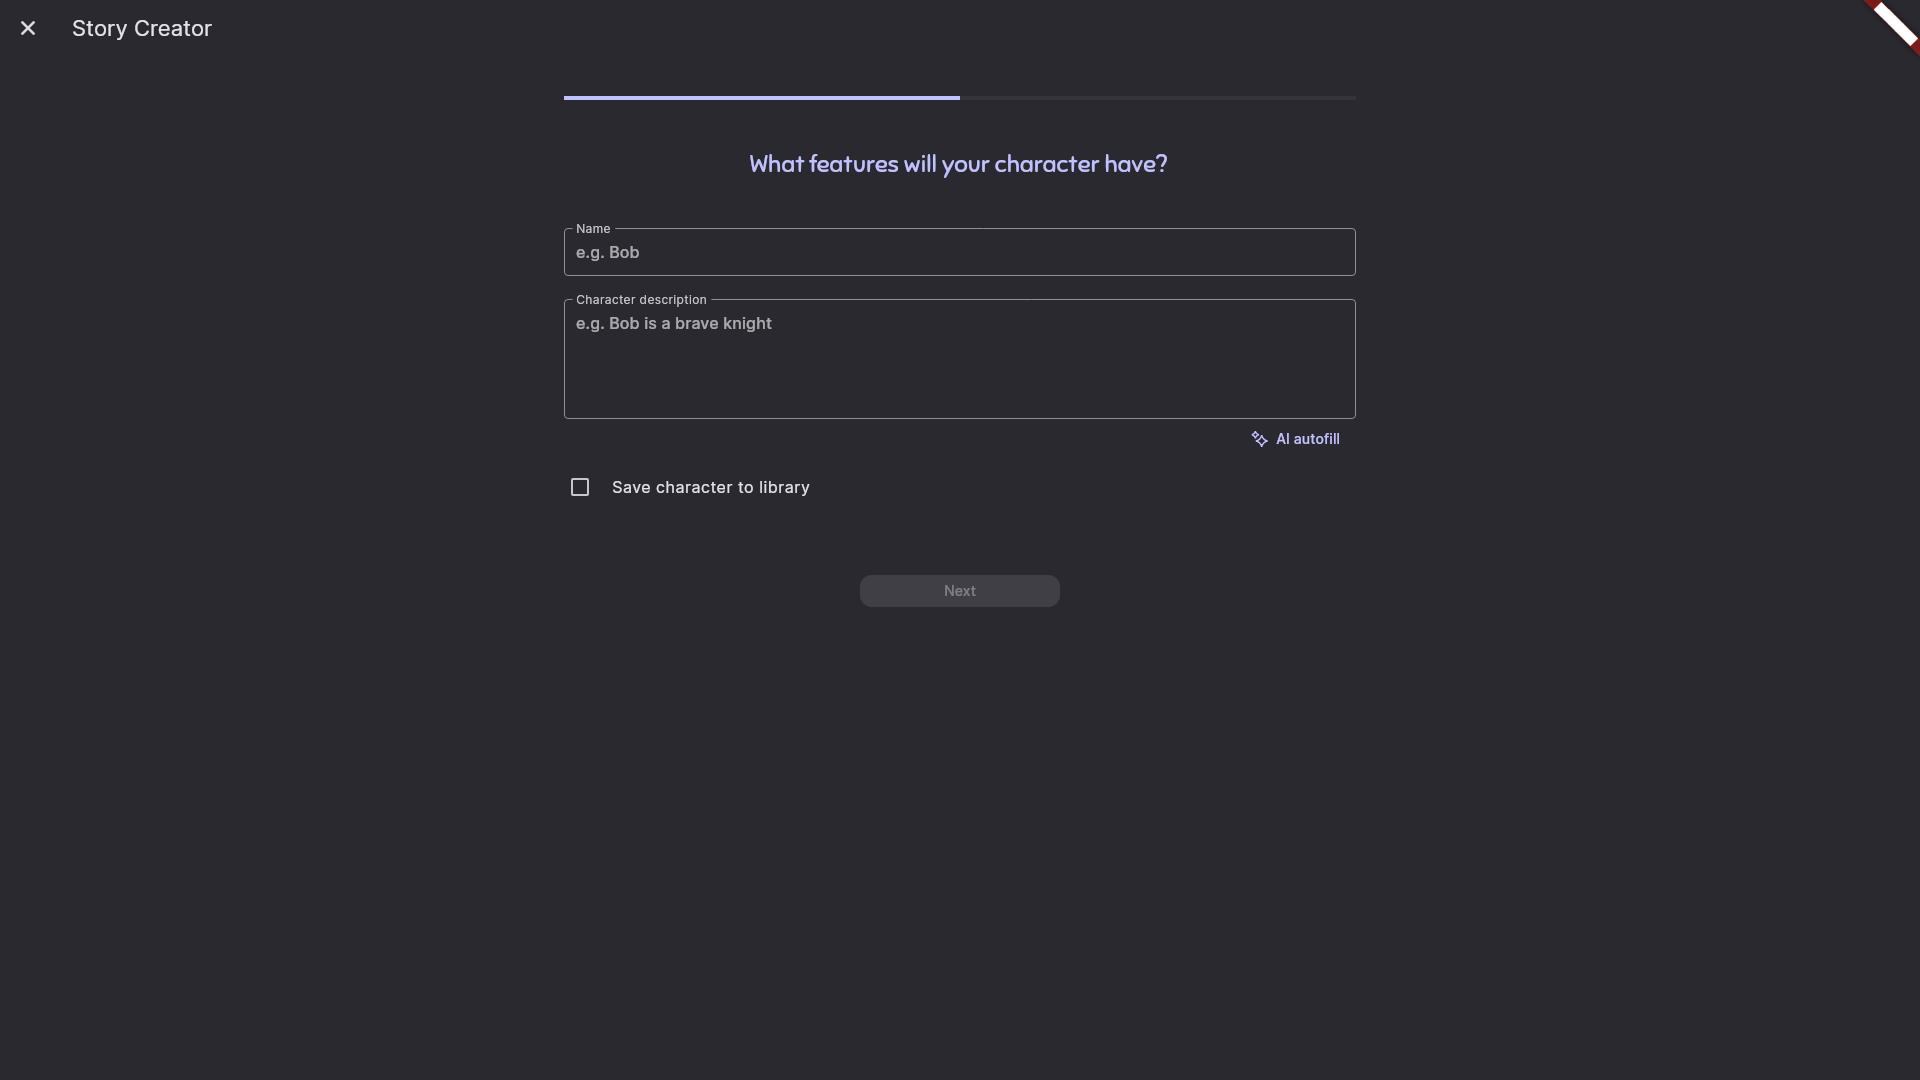 Story Creator
What features will your character have?
Name
e.g. Bob
Character description
e.g. Bob is a brave knight
AI autofill
Save character to library
Next